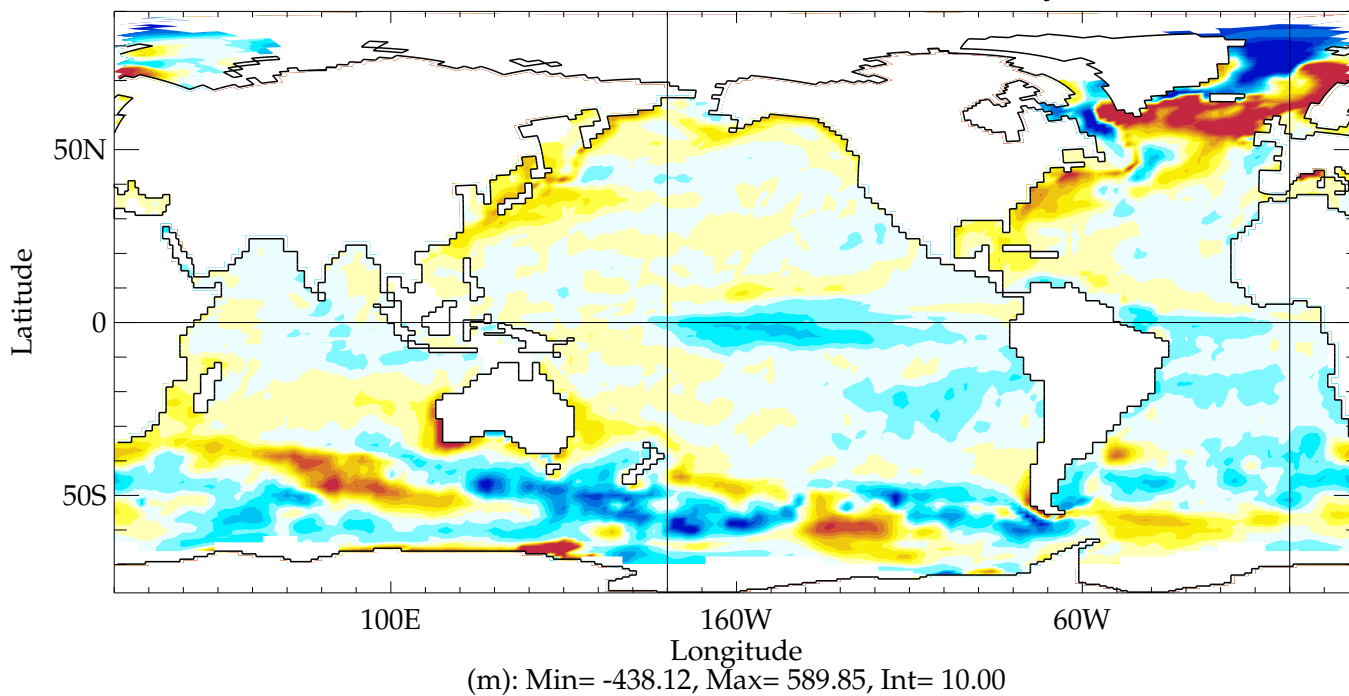 50N
0
50S
Latitude
100E
160W
60W
Longitude
(m): Min= -438.12, Max= 589.85, Int= 10.00